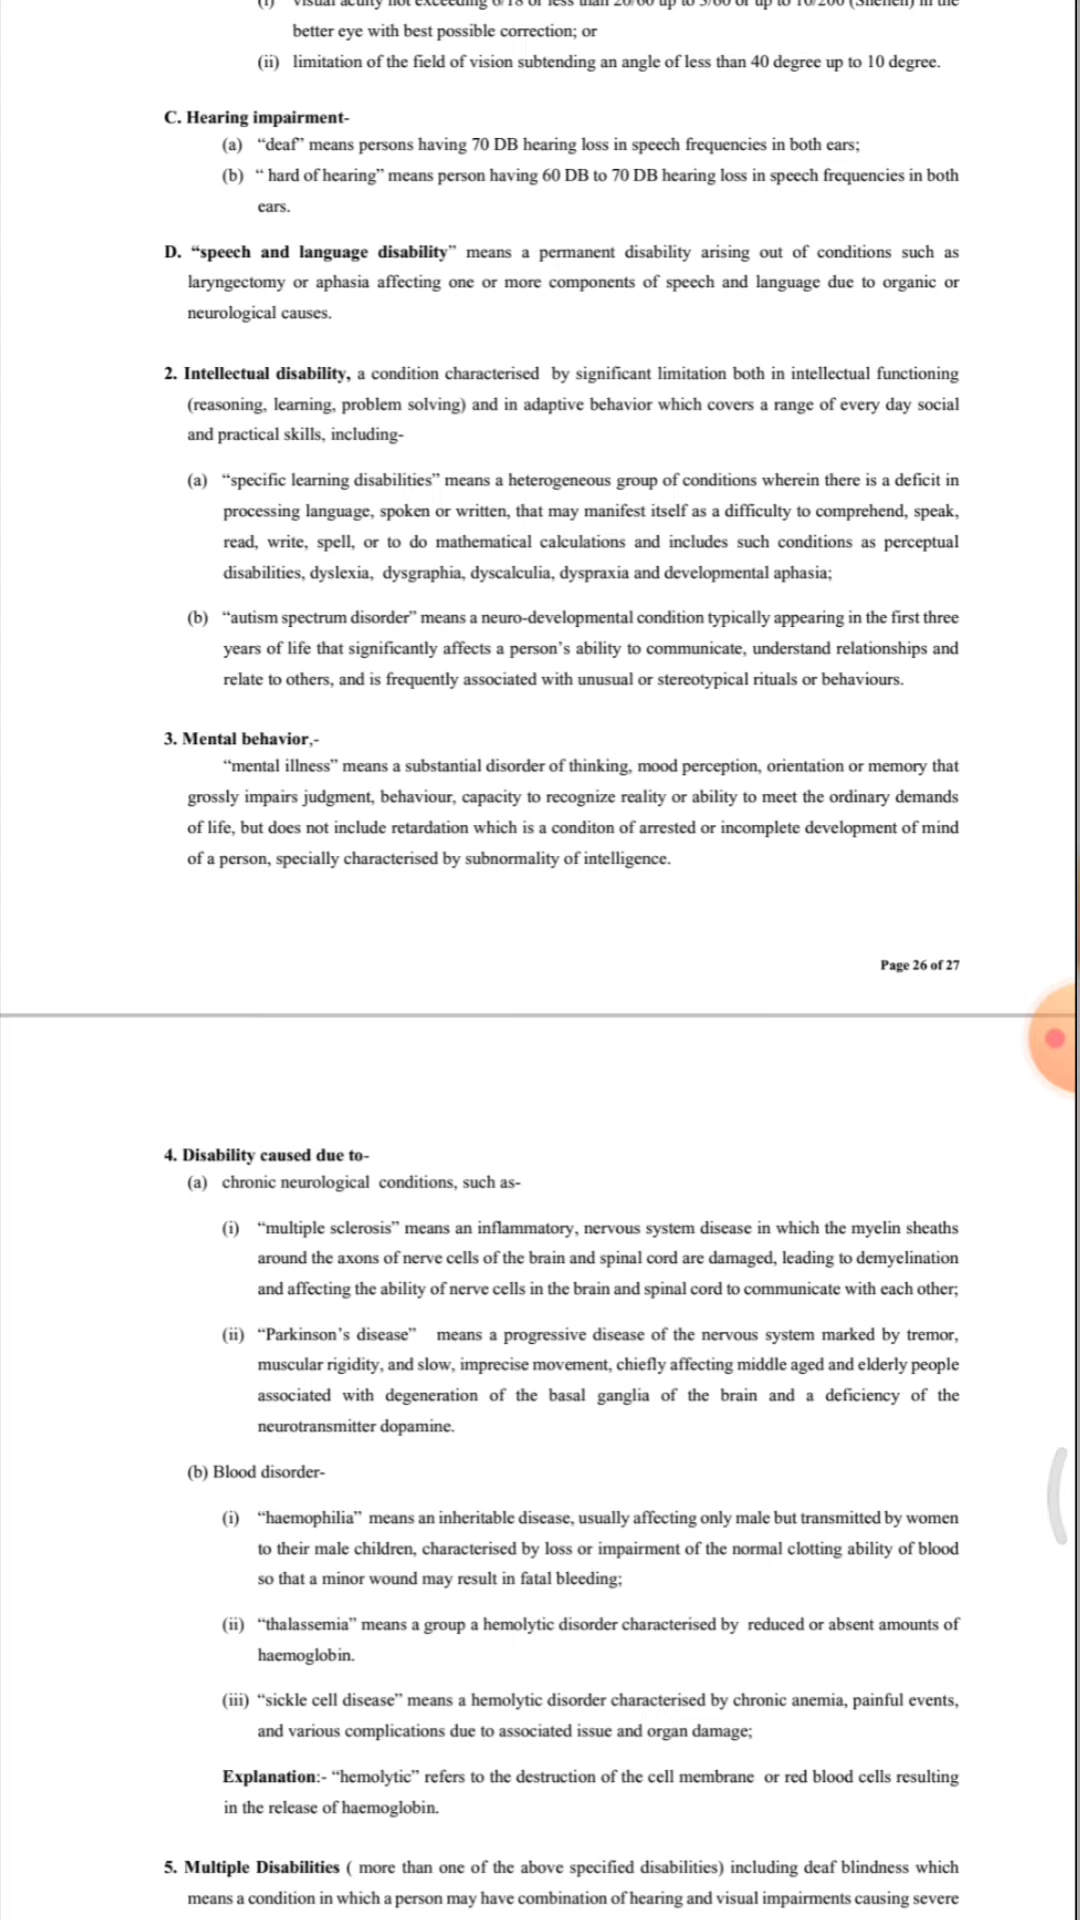 (i) visual acuity not exceeding 6/18 or less than 20/60 up to 3/60 or up to 10/200 (Snellen) in the
better eye with best possible correction; or
(ii) limitation of the field of vision subtending an angle of less than 40 degree up to 10 degree.
C. Hearing impairment-
(a) “deaf” means persons having 70 DB hearing loss in speech frequencies in both ears;
(b) “ hard of hearing” means person having 60 DB to 70 DB hearing loss in speech frequencies in both
ears.
D. “speech and language disability” means a permanent disability arising out of conditions such as
laryngectomy or aphasia affecting one or more components of speech and language due to organic or
neurological causes.
2. Intellectual disability, a condition characterised by significant limitation both in intellectual functioning
(reasoning, learning, problem solving) and in adaptive behavior which covers a range of every day social
and practical skills, including-
(a) “specific learning disabilities” means a heterogeneous group of conditions wherein there is a deficit in
processing language, spoken or written, that may manifest itself as a difficulty to comprehend, speak,
read, write, spell, or to do mathematical calculations and includes such conditions as perceptual
disabilities, dyslexia, dysgraphia, dyscalculia, dyspraxia and developmental aphasia;
(b) “autism spectrum disorder” means a neuro-developmental condition typically appearing in the first three
years of life that significantly affects a person’s ability to communicate, understand relationships and
relate to others, and is frequently associated with unusual or stereotypical rituals or behaviours.
3. Mental behavior,-
“mental illness” means a substantial disorder of thinking, mood perception, orientation or memory that
grossly impairs judgment, behaviour, capacity to recognize reality or ability to meet the ordinary demands
of life, but does not include retardation which is a conditon of arrested or incomplete development of mind
of a person, specially characterised by subnormality of intelligence.
Page 26 of 27
4. Disability caused due to-
(a) chronic neurological conditions, such as-
(i) “multiple sclerosis” means an inflammatory, nervous system disease in which the myelin sheaths
around the axons of nerve cells of the brain and spinal cord are damaged, leading to demyelination
and affecting the ability of nerve cells in the brain and spinal cord to communicate with each other;
(ii) “Parkinson’s disease” means a progressive disease of the nervous system marked by tremor,
muscular rigidity, and slow, imprecise movement, chiefly affecting middle aged and elderly people
associated with degeneration of the basal ganglia of the brain and a deficiency of the
neurotransmitter dopamine.
(b) Blood disorder-
(i) “haemophilia” means an inheritable disease, usually affecting only male but transmitted by women
to their male children, characterised by loss or impairment of the normal clotting ability of blood
so that a minor wound may result in fatal bleeding;
(ii) “thalassemia” means a group a hemolytic disorder characterised by reduced or absent amounts of
haemoglobin.
(iii) “sickle cell disease” means a hemolytic disorder characterised by chronic anemia, painful events,
and various complications due to associated issue and organ damage;
Explanation:- “hemolytic” refers to the destruction of the cell membrane or red blood cells resulting
in the release of haemoglobin.
5. Multiple Disabilities ( more than one of the above specified disabilities) including deaf blindness which
means a condition in which a person may have combination of hearing and visual impairments causing severe